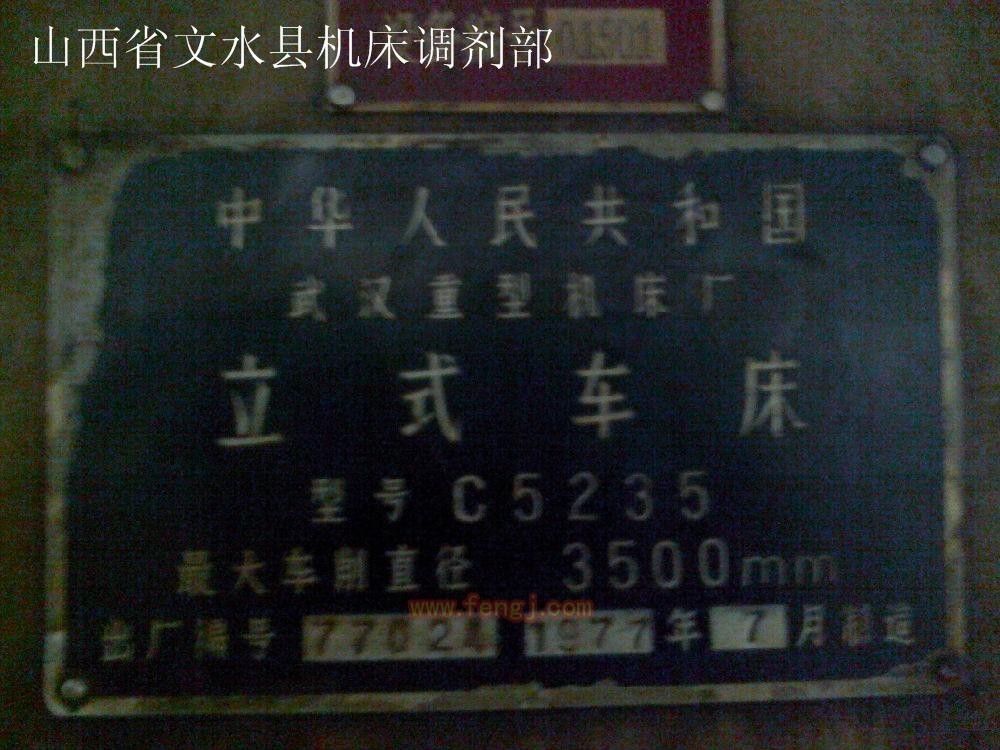 山西省文水县机床调剂部
01901
中华人民共和国
武汉重型机床厂
立式车床
型号 C5235
最大车削直径 3500mm
www.fengj.com
出厂编号 77024 1977年 7 月制造